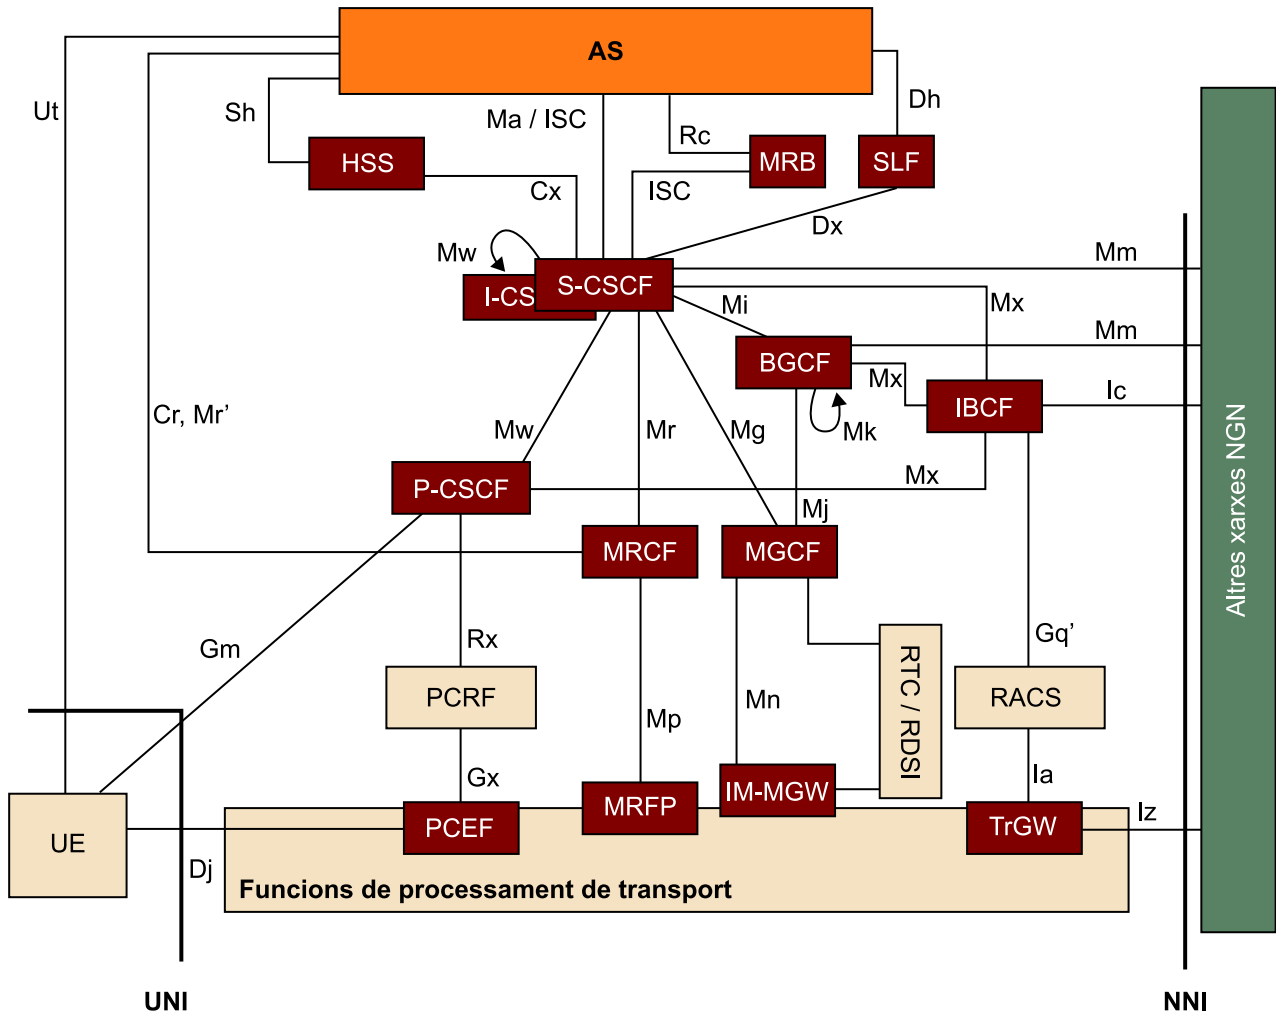 AS
Ut
Sh
Ma / ISC
Rc
Dh
HSS
MRB
SLF
Cx
ISC
Dx
Mw
I-CS
S-CSCF
Mm
Mi
Mx
Mm
BGCF
Mx
IBCF
Ic
Cr, Mr’
Mw
Mr
Mg
Mk
Mx
P-CSCF
Mj
MRCF
MGCF
Altres xarxes NGN
Gm
Rx
Gq’
RTC / RDSI
PCRF
RACS
Mp
Mn
Gx
Ia
UE
PCEF
MRFP
IM-MGW
TrGW
Iz
Dj
Funcions de processament de transport
UNI
NNI